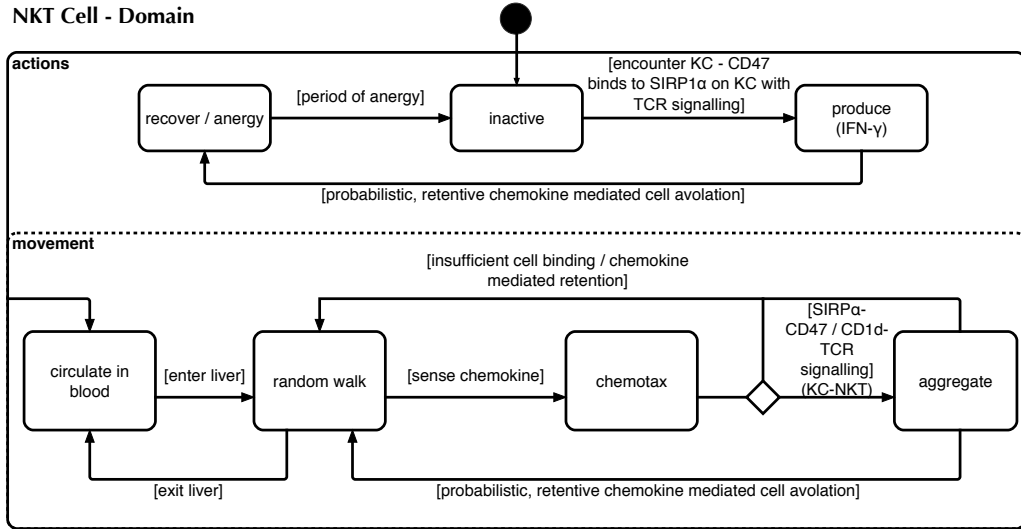 NKT Cell - Domain
actions
[encounter KC - CD47
binds to SIRP1α on KC with
TCR signalling]
[period of anergy]
recover / anergy
inactive
produce
(IFN-γ)
[probabilistic, retentive chemokine mediated cell avolation]
movement
[insufficient cell binding / chemokine
mediated retention]
[SIRPα-
CD47 / CD1d-
TCR
signalling]
(KC-NKT)
circulate in
blood
[enter liver]
random walk
[sense chemokine]
chemotax
aggregate
[exit liver]
[probabilistic, retentive chemokine mediated cell avolation]